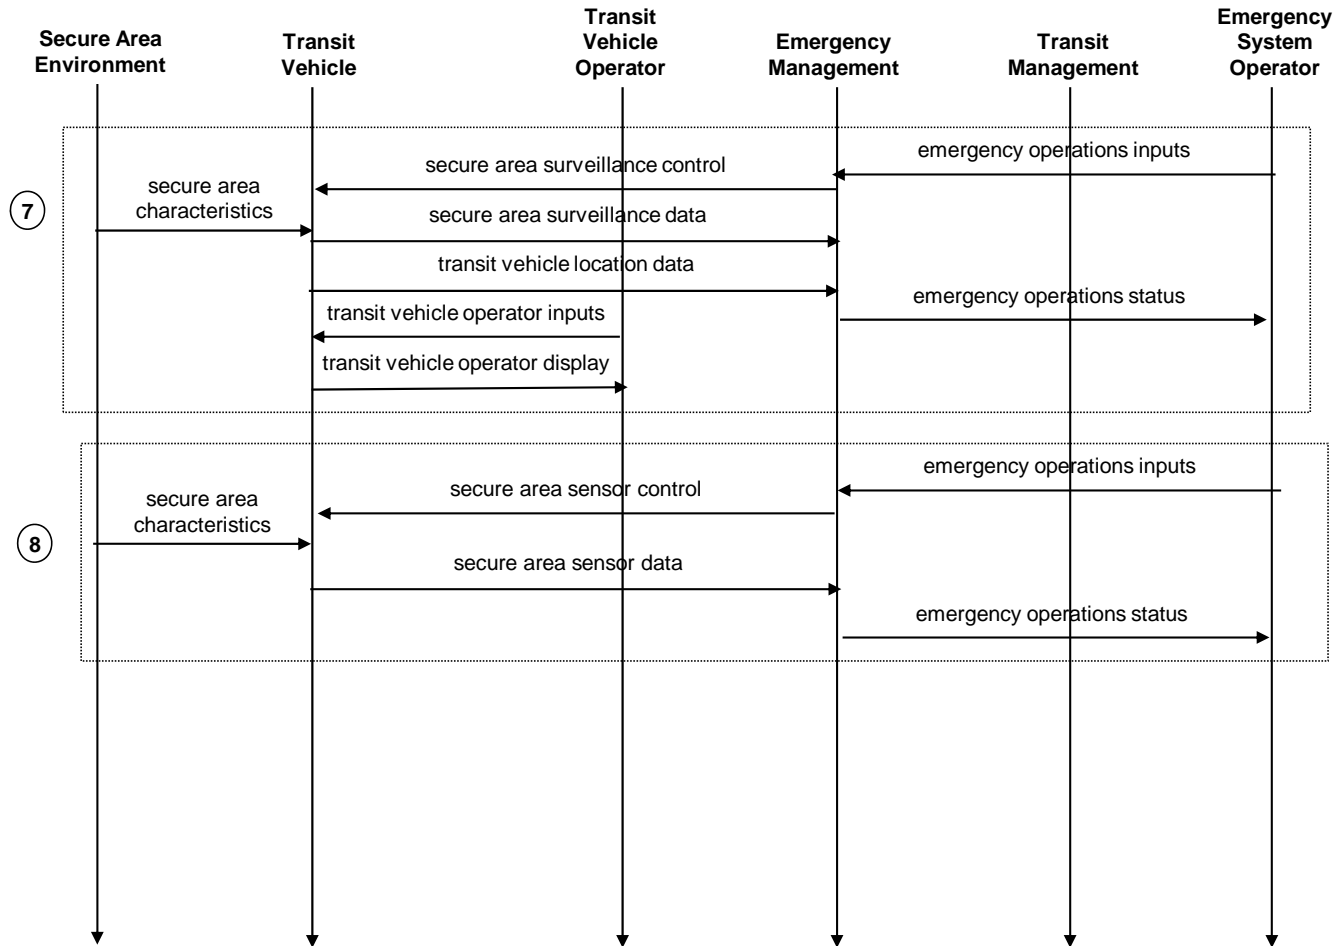 Secure Area
Environment
Transit
Vehicle
Transit
Vehicle
Operator
Emergency
Management
Transit
Management
Emergency
System
Operator
7
emergency operations inputs
secure area surveillance control
secure area
characteristics
secure area surveillance data
transit vehicle location data
emergency operations status
transit vehicle operator inputs
transit vehicle operator display
8
emergency operations inputs
secure area sensor control
secure area
characteristics
secure area sensor data
emergency operations status